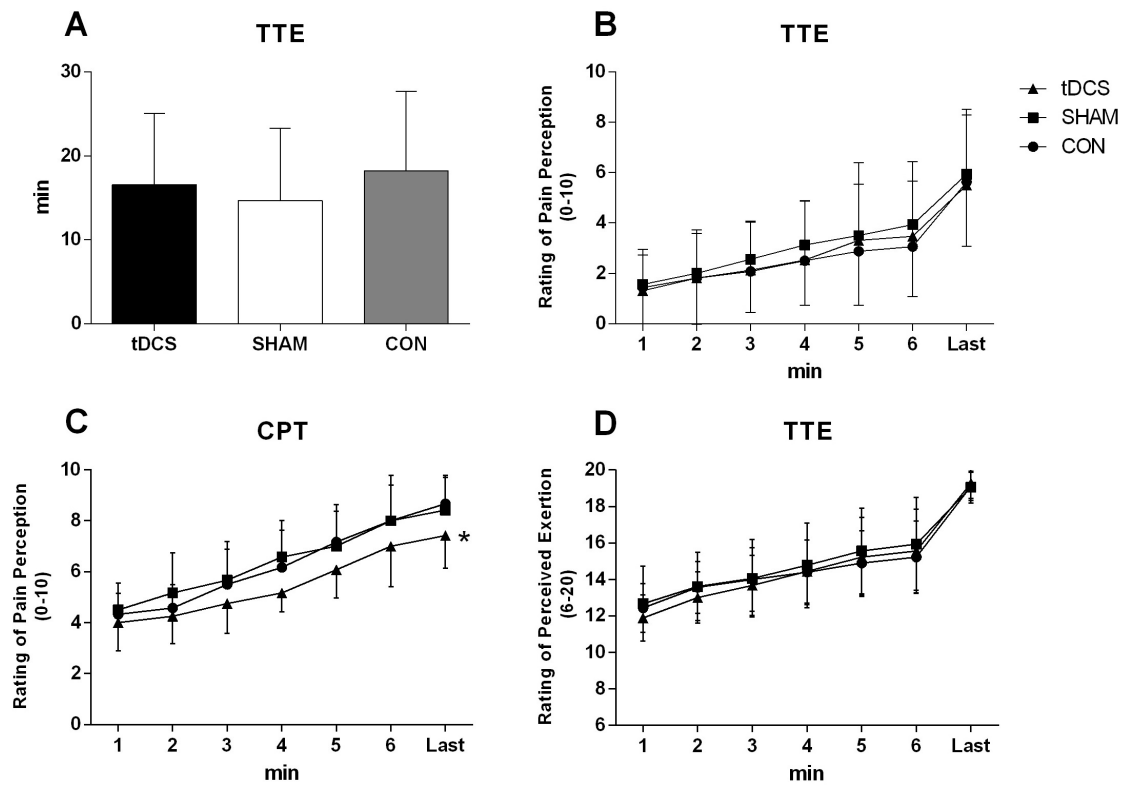 A
TTE
min
30
20
10
0
tDCS
SHAM
CON
B
TTE
Rating of Pain Perception
(0-10)
10
8
6
4
2
0
1 2 3 4 5 6 Last
min
tDCS
SHAM
CON
C
CPT
Rating of Pain Perception
(0-10)
10
8
6
4
2
0
*
1 2 3 4 5 6 Last
min
D
TTE
Rating of Perceived Exertion
(6-20)
20
18
16
14
12
10
8
6
1 2 3 4 5 6 Last
min